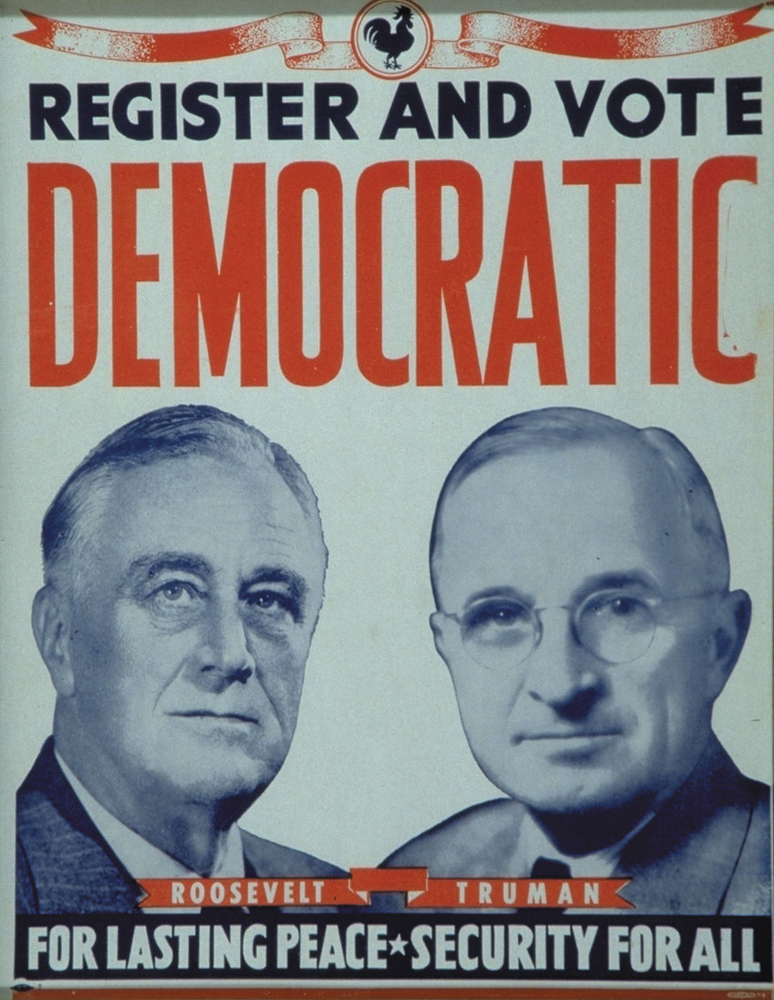 REGISTER AND VOTE
DEMOCRATIC
ROOSEVELT TRUMAN
FOR LASTING PEACE★SECURITY FOR ALL